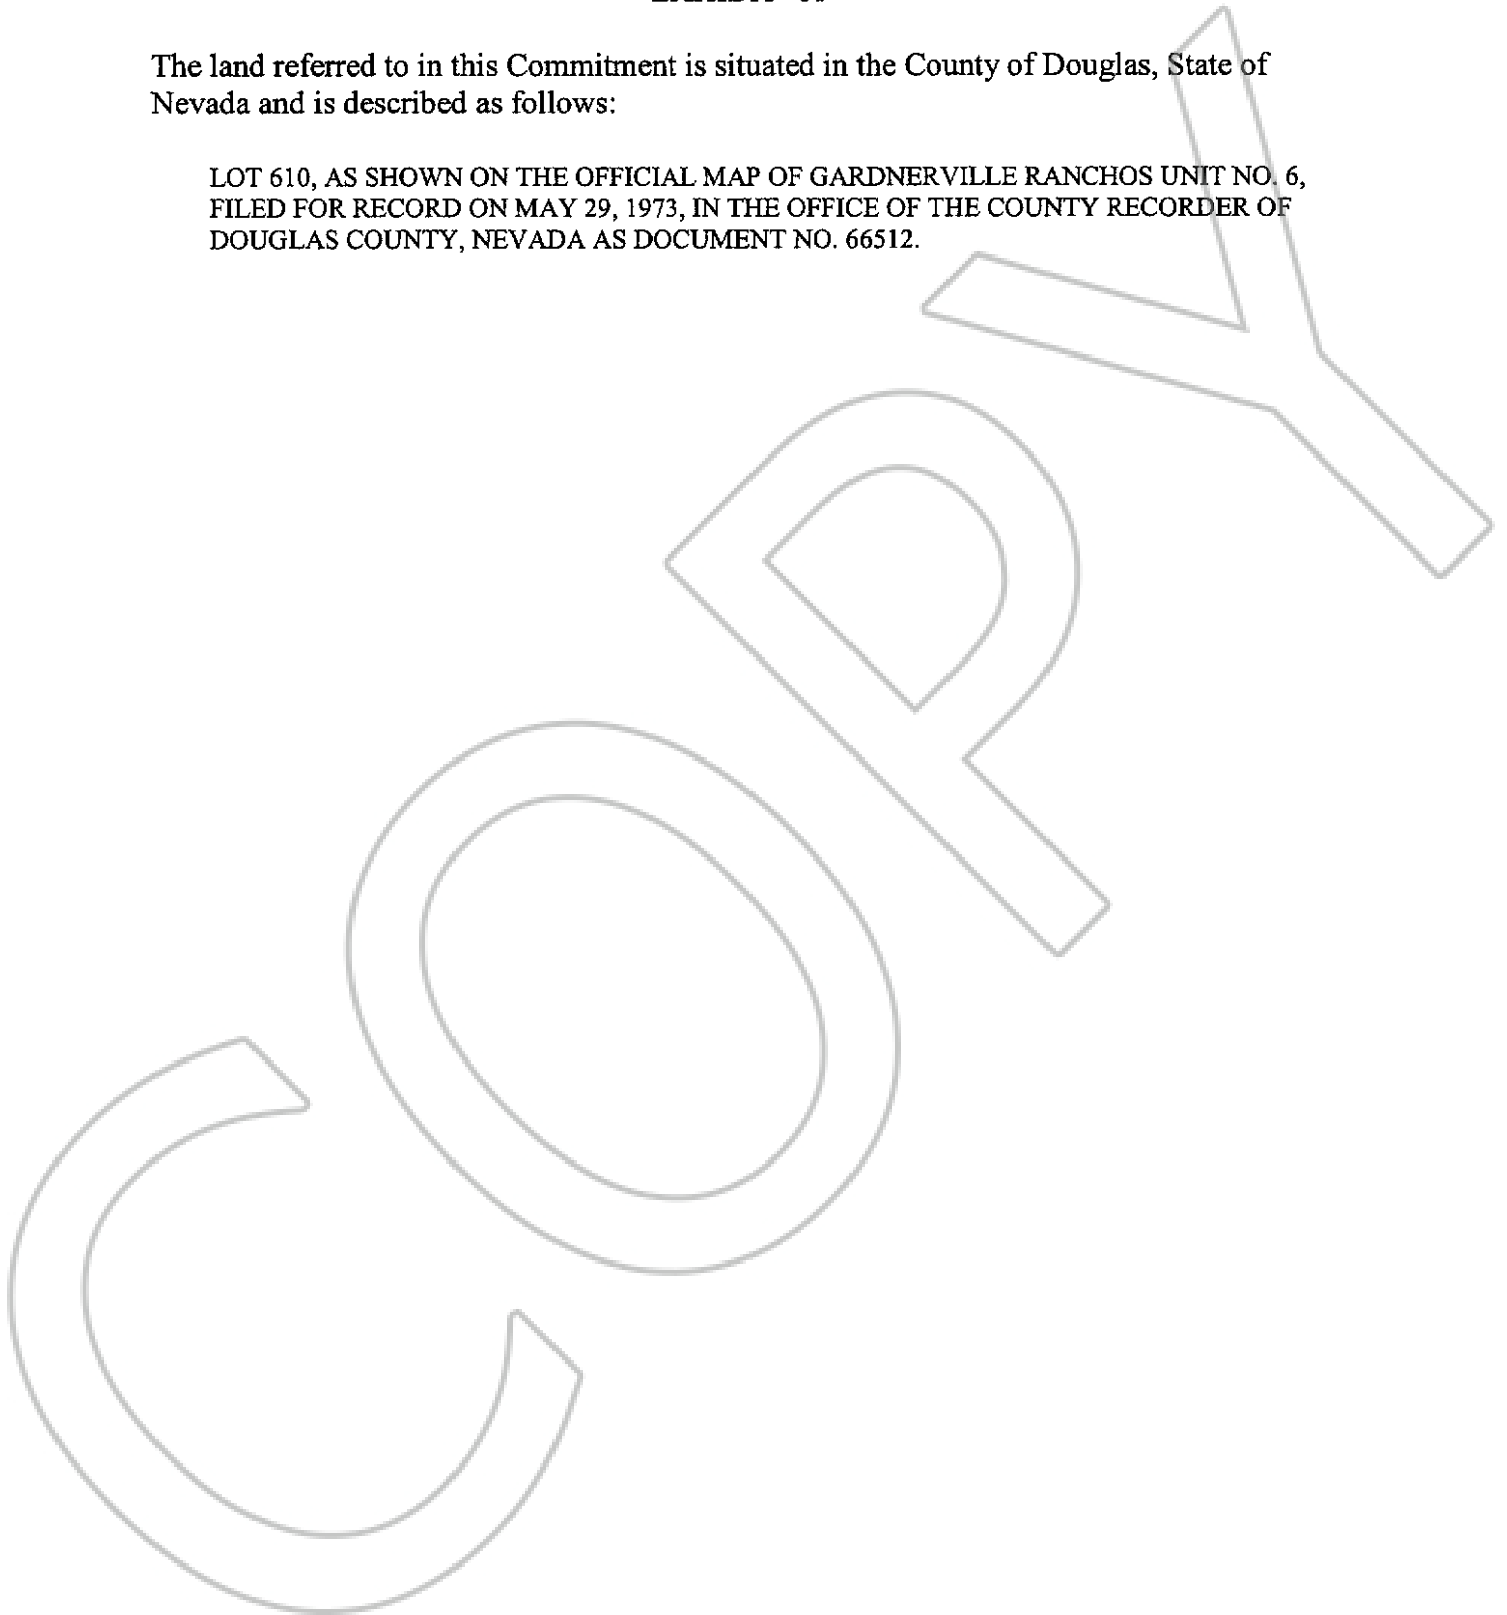 The land referred to in this Commitment is situated in the County of Douglas, State of
Nevada and is described as follows:
LOT 610, AS SHOWN ON THE OFFICIAL MAP OF GARDNERVILLE RANCHOS UNIT NO. 6,
FILED FOR RECORD ON MAY 29, 1973, IN THE OFFICE OF THE COUNTY RECORDER OF
DOUGLAS COUNTY, NEVADA AS DOCUMENT NO. 66512.
COPY